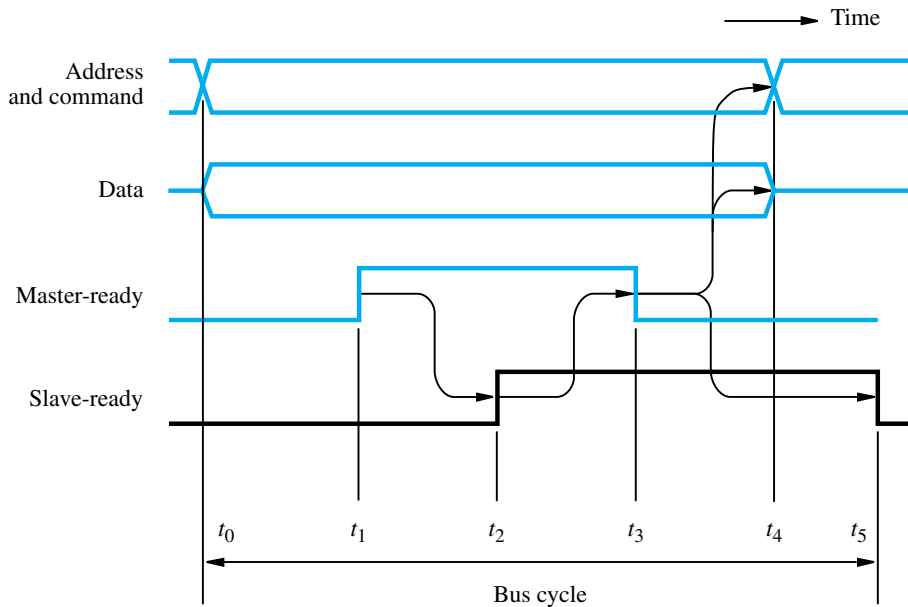 Time
Address
and command
Data
Master-ready
Slave-ready
t0 t1 t2 t3 t4 t5
Bus cycle